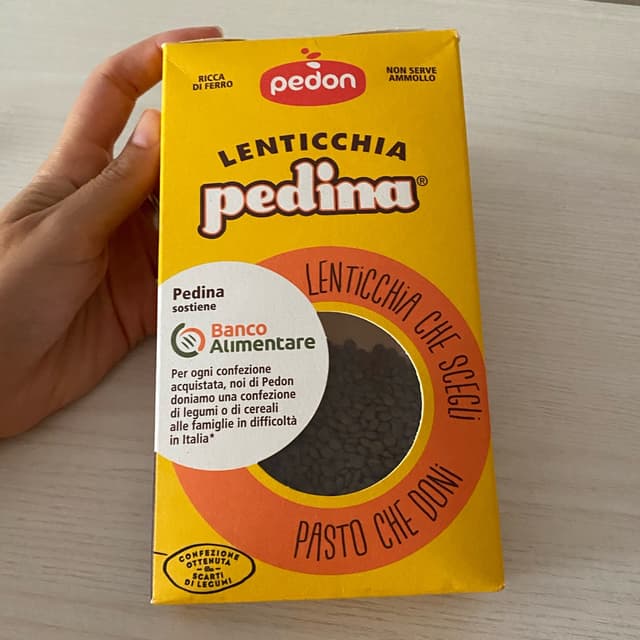 RICCA
DI FERRO
pedon
NON SERVE
AMMOLLO
LENTICCHIA
pedina®
LENTICCHIA CHE SCEGLI
PASTO CHE DONI
Pedina
sostiene
Banco
Alimentare
Per ogni confezione
acquistata, noi di Pedon
doniamo una confezione
di legumi o di cereali
alle famiglie in difficoltà
in Italia*
CONFEZIONE
OTTENUTA
DA
SCARTI
DI LEGUMI